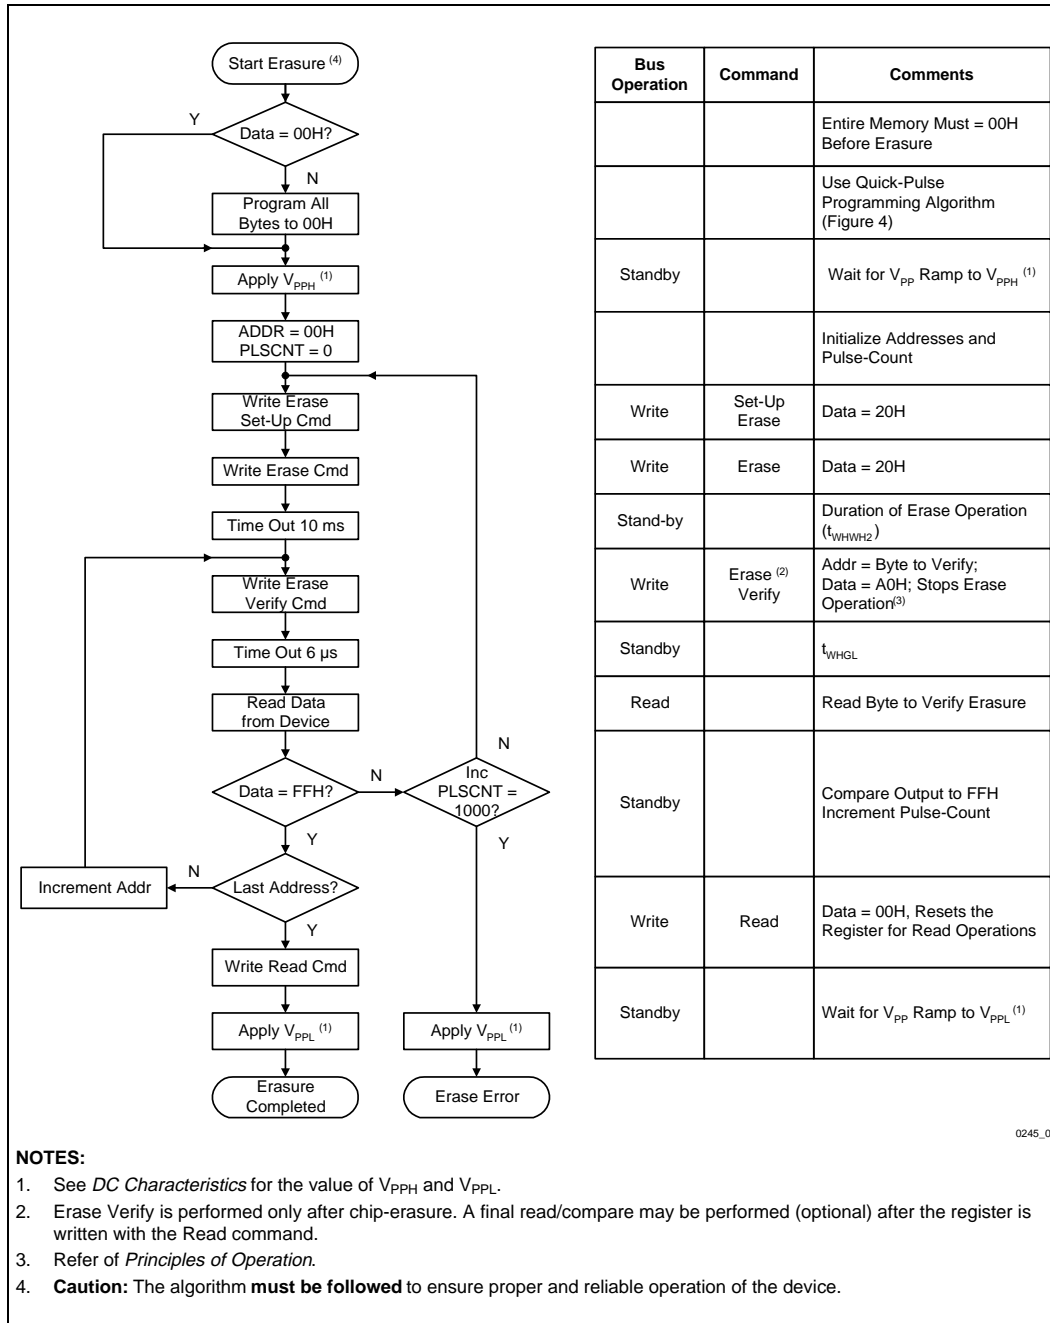 Start Erasure (4)
Y
Data = 00H?
N
Program All
Bytes to 00H
Apply VPPH (1)
ADDR = 00H
PLSCNT = 0
Write Erase
Set-Up Cmd
Write Erase Cmd
Time Out 10 ms
Write Erase
Verify Cmd
Time Out 6 µs
Read Data
from Device
Data = FFH?
N
Inc
PLSCNT =
1000?
N
Y
Y
Last Address?
N
Increment Addr
Y
Write Read Cmd
Apply VPPL (1)
Apply VPPL (1)
Erasure
Completed
Erase Error
Bus
Operation
Command
Comments
Entire Memory Must = 00H
Before Erasure
Use Quick-Pulse
Programming Algorithm
(Figure 4)
Standby
Wait for VPP Ramp to VPPH (1)
Initialize Addresses and
Pulse-Count
Write
Set-Up
Erase
Data = 20H
Write
Erase
Data = 20H
Stand-by
Duration of Erase Operation
(tWHWH2)
Write
Erase (2)
Verify
Addr = Byte to Verify;
Data = A0H; Stops Erase
Operation(3)
Standby
tWHGL
Read
Read Byte to Verify Erasure
Standby
Compare Output to FFH
Increment Pulse-Count
Write
Read
Data = 00H, Resets the
Register for Read Operations
Standby
Wait for VPP Ramp to VPPL (1)
0245_0
NOTES:
1. See DC Characteristics for the value of VPPH and VPPL.
2. Erase Verify is performed only after chip-erasure. A final read/compare may be performed (optional) after the register is
written with the Read command.
3. Refer of Principles of Operation.
4. Caution: The algorithm must be followed to ensure proper and reliable operation of the device.